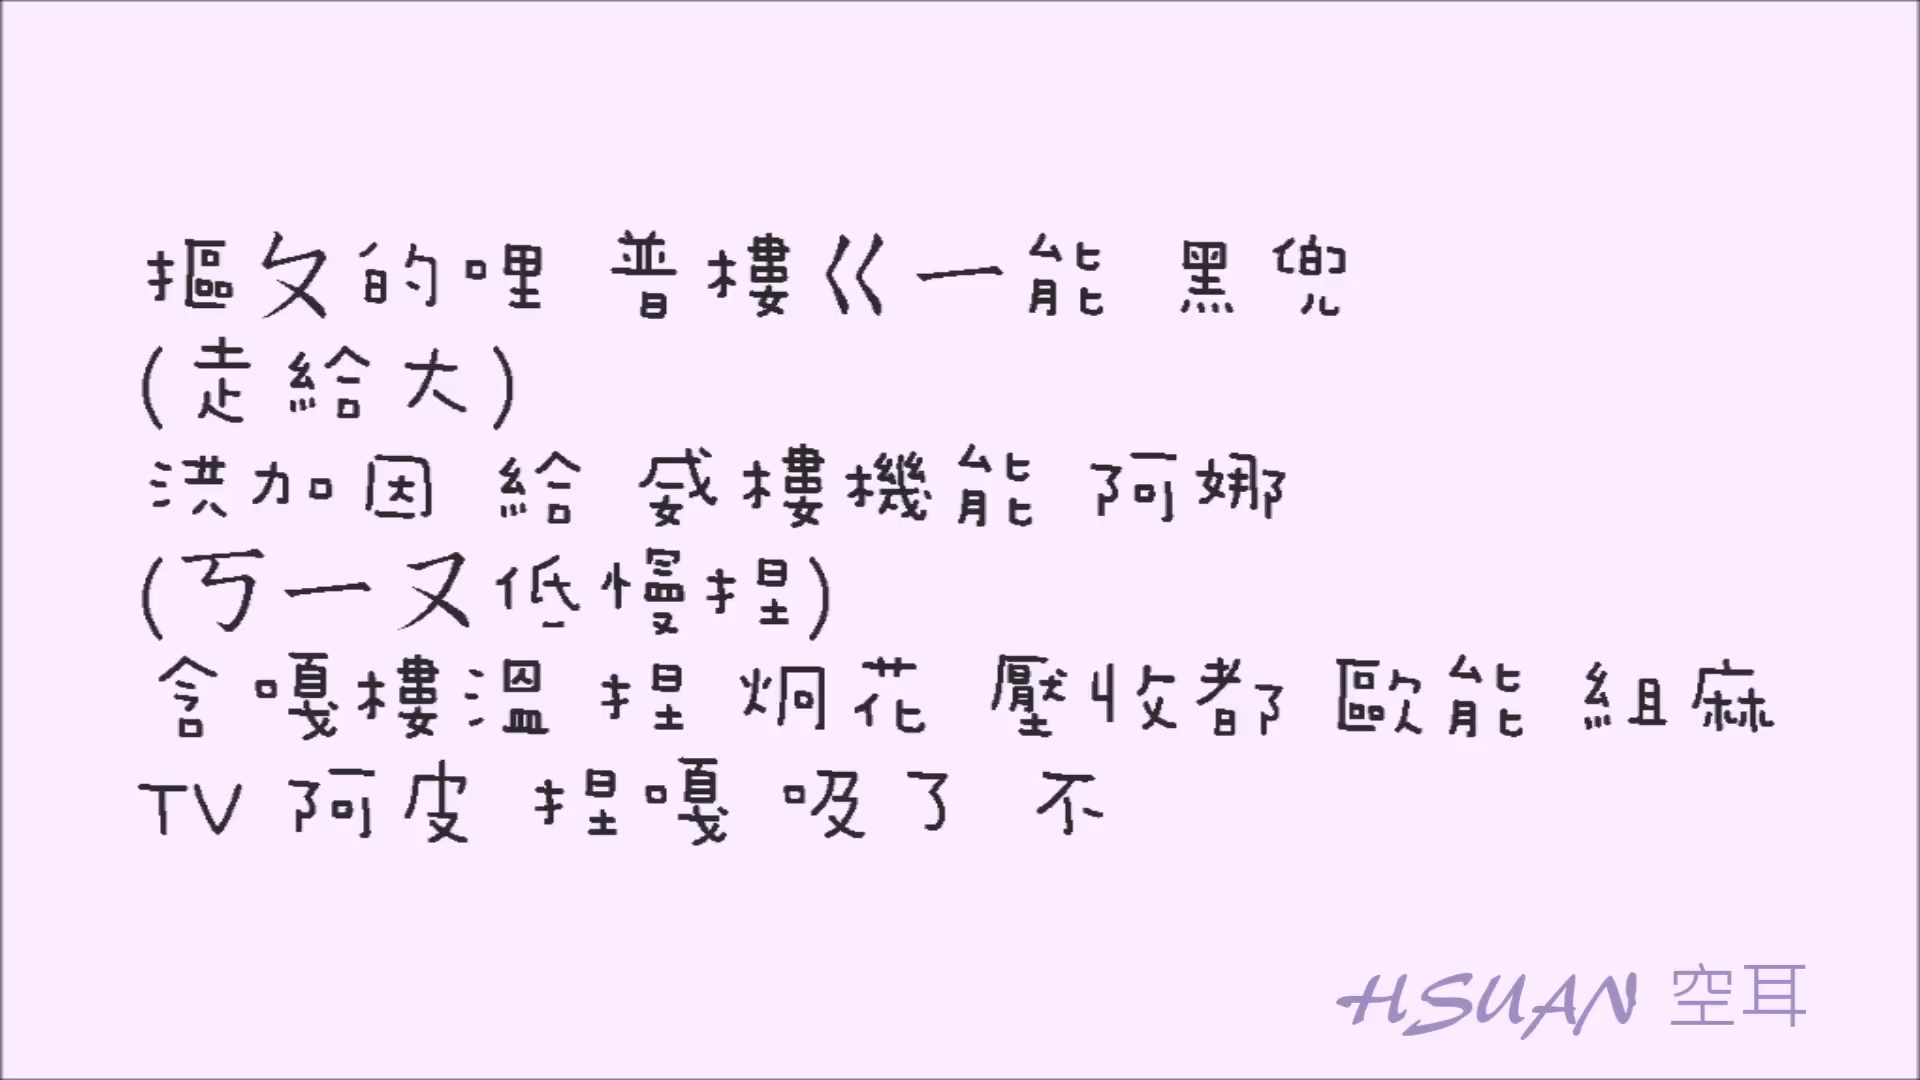 摳ㄆ的哩 普樓ㄍ一能 黑兜
(走給大)
洪加因 給 威樓機能 阿娜
(ㄎ一ㄡ低慢捏)
含嘎樓溫 捏 炯花 壓收都 歐能 組麻
TV 阿皮 捏嘎 吸了 不
HSUAN 空耳